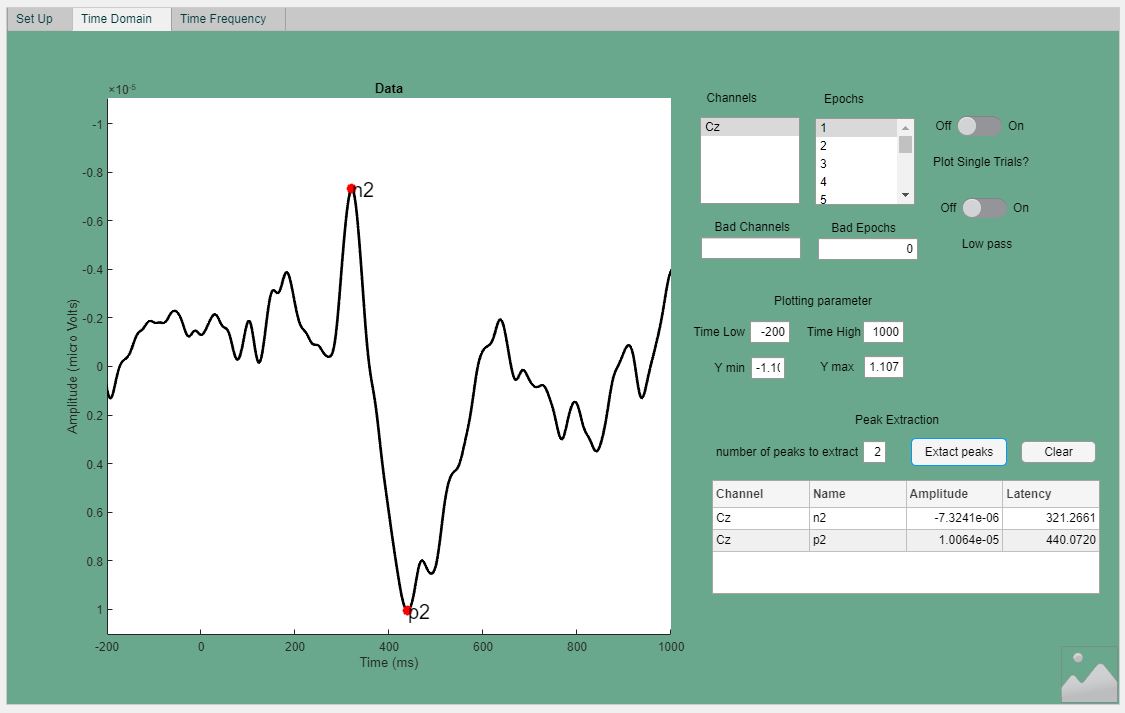 Set Up
Time Domain
Time Frequency
×10-5
Data
-1
-0.8
-0.6
-0.4
-0.2
0
0.2
0.4
0.6
0.8
1
Amplitude (micro Volts)
n2
p2
-200
0
200
400
600
800
1000
Time (ms)
Channels
Epochs
Cz
1
2
3
4
5
Off
On
Plot Single Trials?
Off
On
Low pass
Bad Channels
Bad Epochs
0
Plotting parameter
Time Low
-200
Time High
1000
Y min
-1.10
Y max
1.107
Peak Extraction
number of peaks to extract
2
Extact peaks
Clear
Channel Name Amplitude Latency
Cz n2 -7.3241e-06 321.2661
Cz p2 1.0064e-05 440.0720